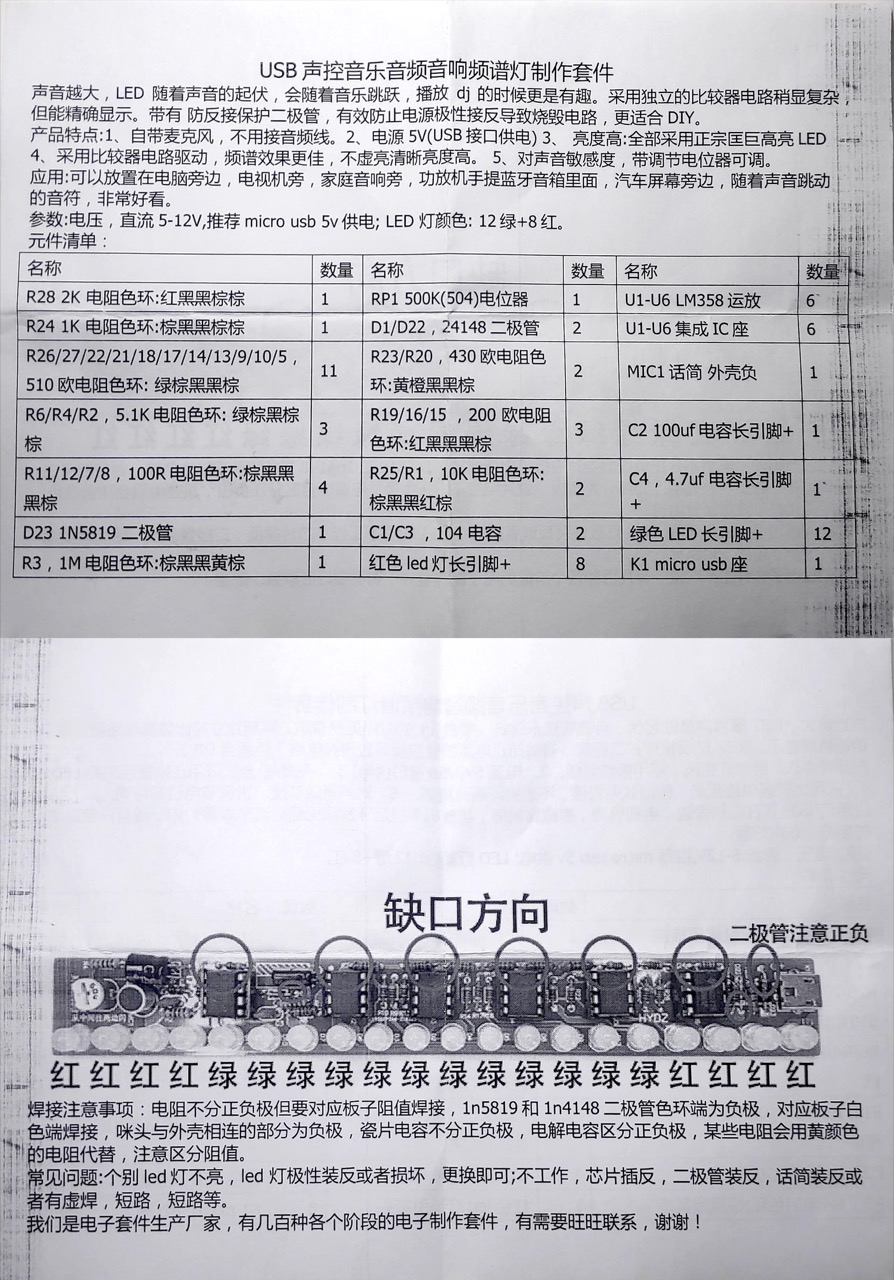 USB 声控音乐音频音响频谱灯制作套件
声音越大，LED 随着声音的起伏，会随着音乐跳跃，播放 dj 的时候更是有趣。采用独立的比较器电路稍显复杂，
但能精确显示。带有 防反接保护二极管，有效防止电源极性接反导致烧毁电路，更适合 DIY。
产品特点:1、自带麦克风，不用接音频线。2、电源 5V(USB 接口供电) 3、 亮度高:全部采用正宗匡巨高亮 LED
4、采用比较器电路驱动，频谱效果更佳，不虚亮清晰亮度高。 5、对声音敏感度，带调节电位器可调。
应用:可以放置在电脑旁边，电视机旁，家庭音响旁，功放机手提蓝牙音箱里面，汽车屏幕旁边，随着声音跳动
的音符，非常好看。
参数:电压，直流 5-12V,推荐 micro usb 5v 供电; LED 灯颜色: 12 绿+8 红。
元件清单：
名称 数量 名称 数量 名称 数量
R28 2K 电阻色环:红黑黑棕棕 1 RP1 500K(504)电位器 1 U1-U6 LM358 运放 6
R24 1K 电阻色环:棕黑黑棕棕 1 D1/D22，24148 二极管 2 U1-U6 集成 IC 座 6
R26/27/22/21/18/17/14/13/9/10/5，
510 欧电阻色环: 绿棕黑黑棕 11 R23/R20，430 欧电阻色
环:黄橙黑黑棕 2 MIC1 话筒 外壳负 1
R6/R4/R2，5.1K 电阻色环: 绿棕黑棕
棕 3 R19/16/15 ，200 欧电阻
色环:红黑黑黑棕 3 C2 100uf 电容长引脚+ 1
R11/12/7/8，100R 电阻色环:棕黑黑
黑棕 4 R25/R1，10K 电阻色环:
棕黑黑红棕 2 C4，4.7uf 电容长引脚
+ 1
D23 1N5819 二极管 1 C1/C3 ，104 电容 2 绿色 LED 长引脚+ 12
R3，1M 电阻色环:棕黑黑黄棕 1 红色 led 灯长引脚+ 8 K1 micro usb 座 1
缺口方向
二极管注意正负
从中间往两边闪
HYDZ
红 红 红 红 绿 绿 绿 绿 绿 绿 绿 绿 绿 绿 绿 绿 红 红 红 红
焊接注意事项：电阻不分正负极但要对应板子阻值焊接，1n5819 和 1n4148 二极管色环端为负极，对应板子白
色端焊接，咪头与外壳相连的部分为负极，瓷片电容不分正负极，电解电容区分正负极，某些电阻会用黄颜色
的电阻代替，注意区分阻值。
常见问题:个别 led 灯不亮，led 灯极性装反或者损坏，更换即可;不工作，芯片插反，二极管装反，话筒装反或
者有虚焊，短路，短路等。
我们是电子套件生产厂家，有几百种各个阶段的电子制作套件，有需要旺旺联系，谢谢！